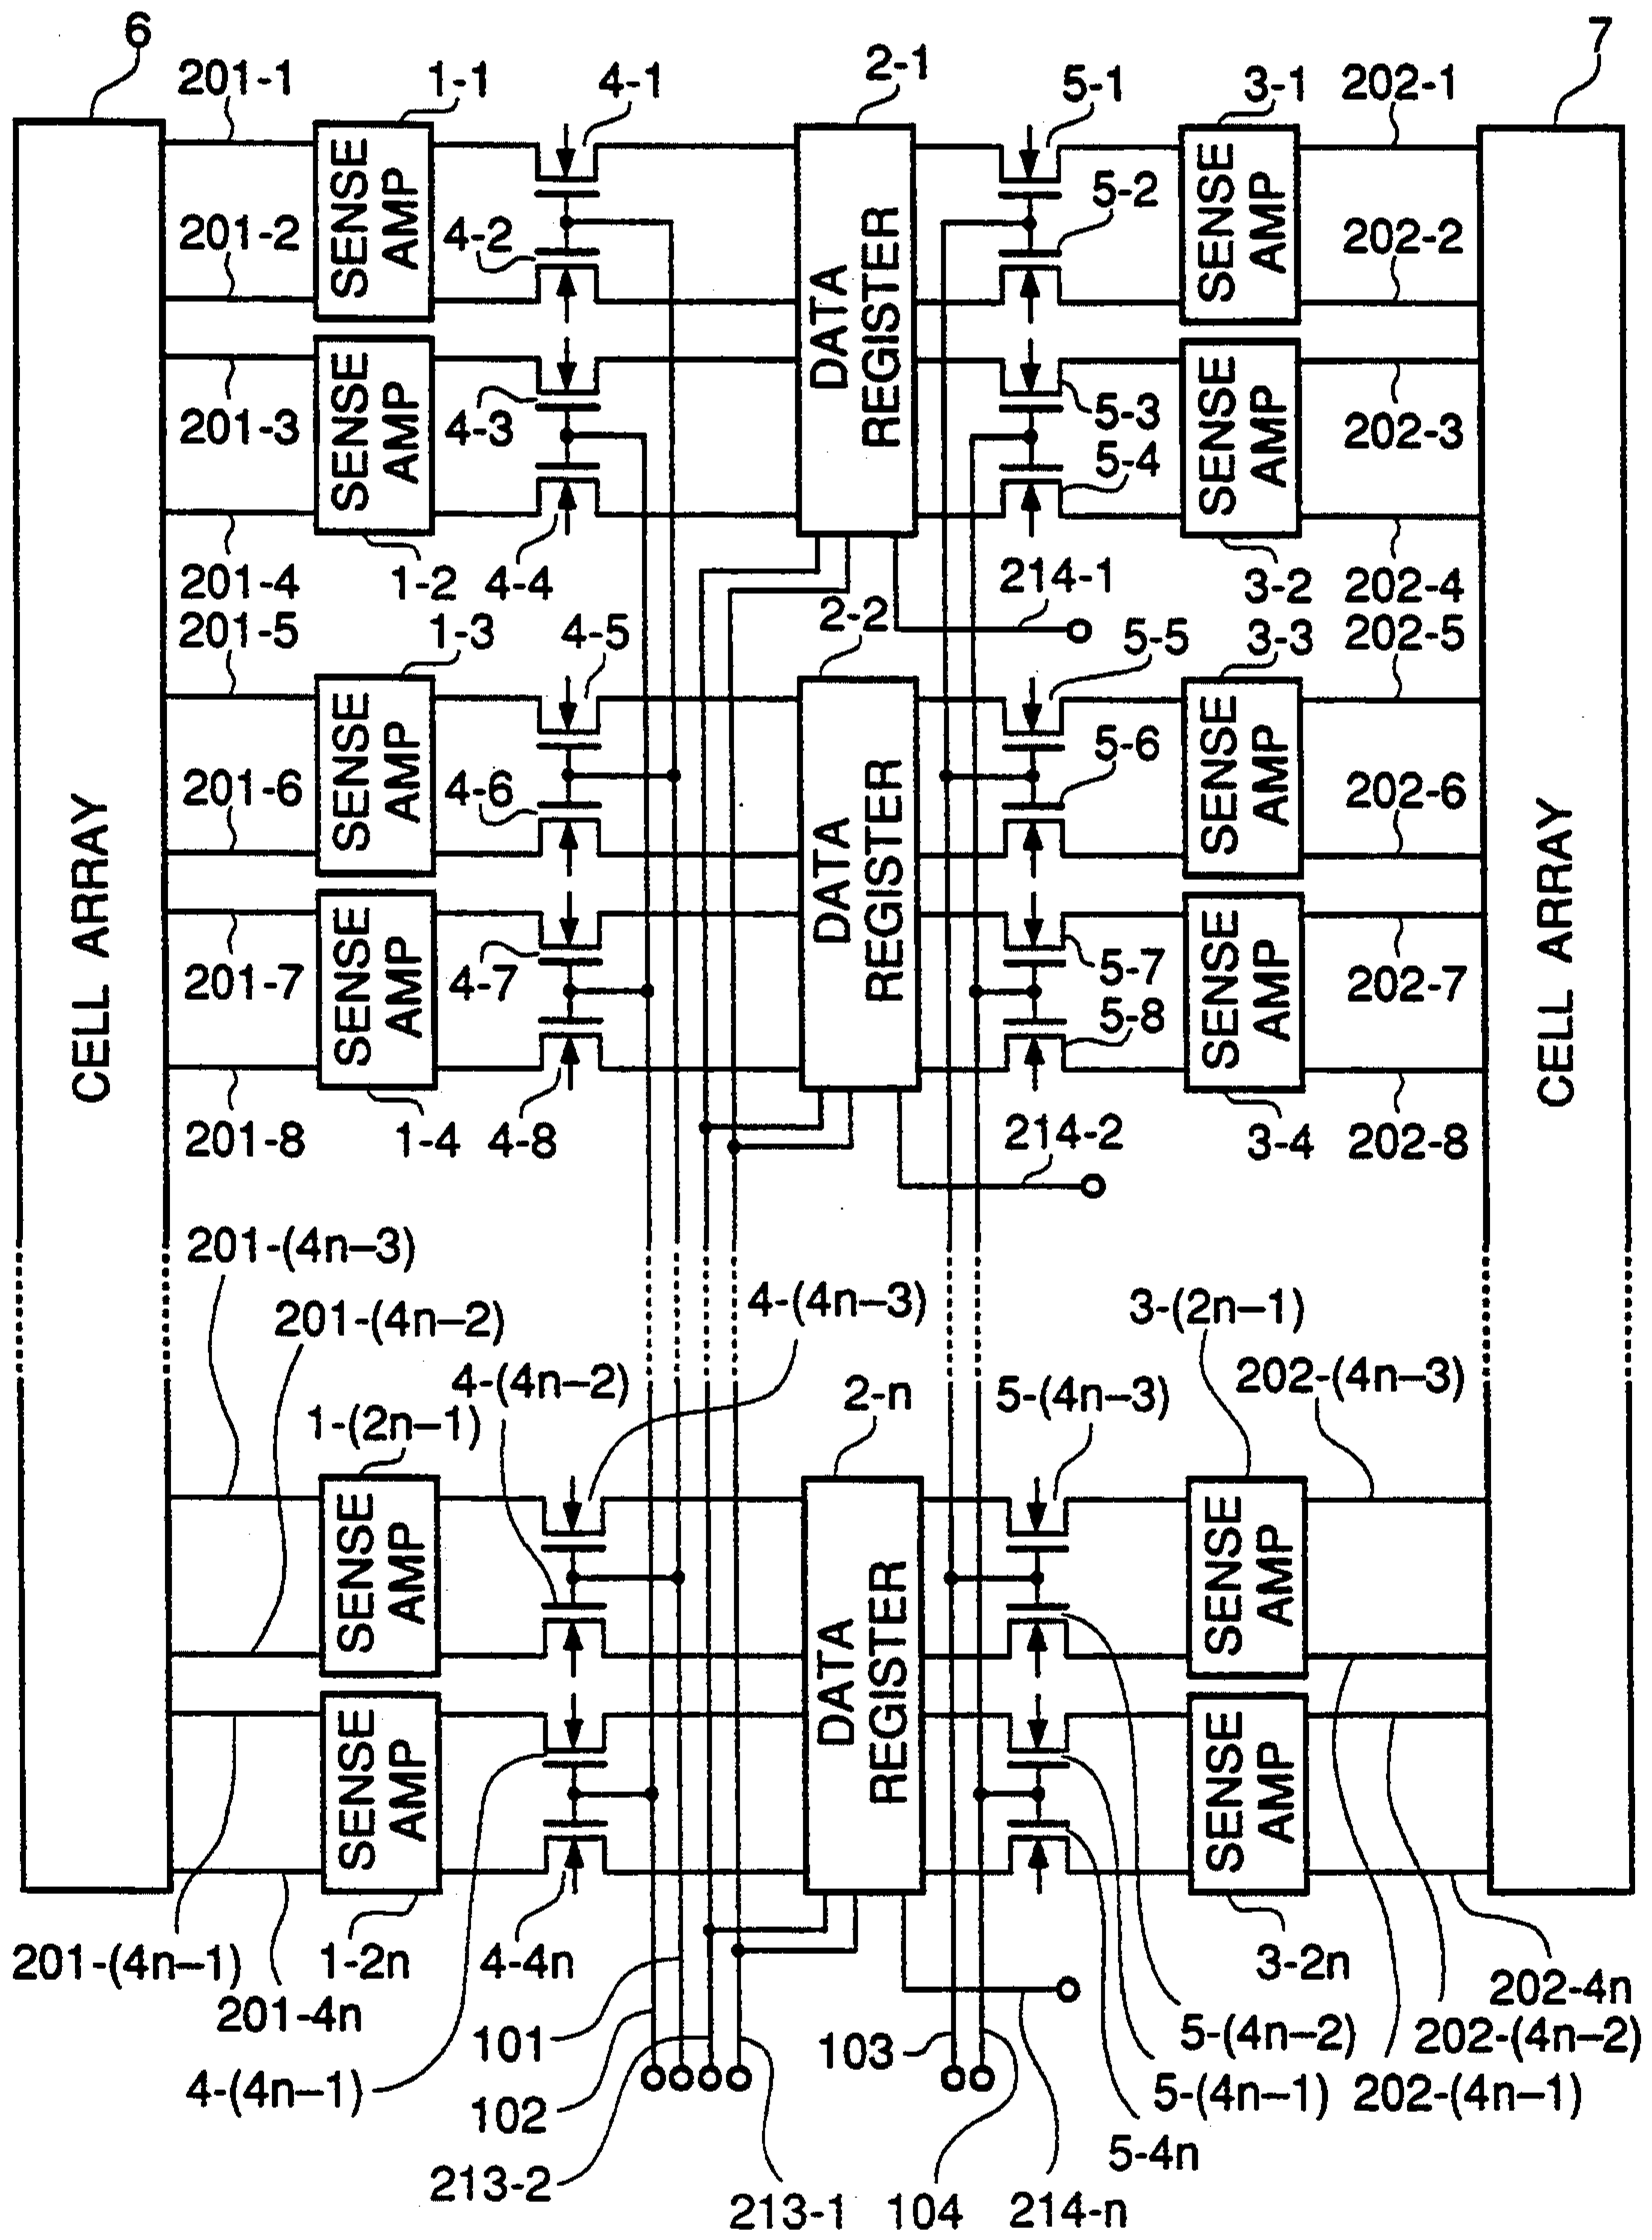 6
7
201-1
1-1
4-1
2-1
5-1
3-1
202-1
SENSE AMP
SENSE AMP
201-2
4-2
5-2
202-2
DATA REGISTER
201-3
4-3
5-3
202-3
SENSE AMP
SENSE AMP
5-4
201-4
1-2
4-4
214-1
3-2
202-4
201-5
1-3
4-5
2-2
5-5
3-3
202-5
SENSE AMP
SENSE AMP
201-6
4-6
5-6
202-6
CELL ARRAY
DATA REGISTER
CELL ARRAY
201-7
4-7
5-7
202-7
SENSE AMP
SENSE AMP
5-8
201-8
1-4
4-8
214-2
3-4
202-8
201-(4n–3)
4-(4n–3)
3-(2n–1)
201-(4n–2)
4-(4n–2)
2-n
5-(4n–3)
202-(4n–3)
1-(2n–1)
SENSE AMP
SENSE AMP
DATA REGISTER
SENSE AMP
SENSE AMP
201-(4n–1)
1-2n
4-4n
3-2n
202-4n
201-4n
101
103
5-(4n–2)
202-(4n–2)
4-(4n–1)
102
5-(4n–1)
202-(4n–1)
5-4n
213-2
213-1
104
214-n